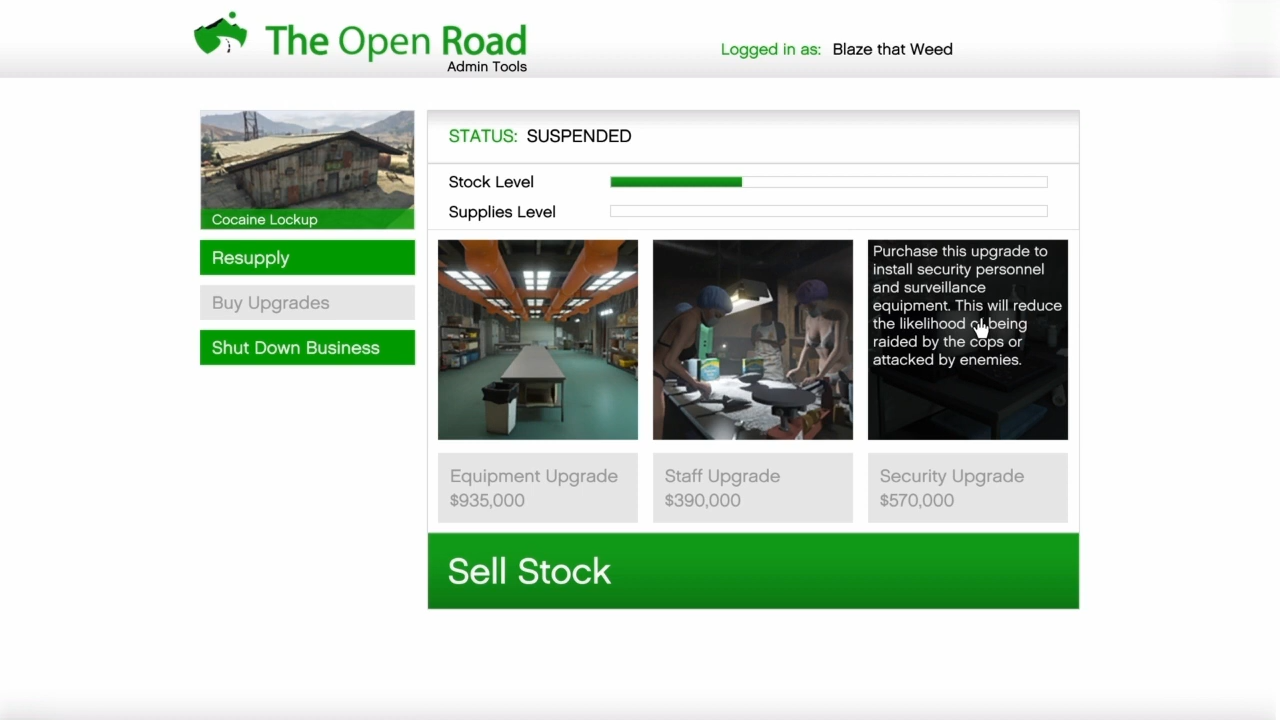 The Open Road
Admin Tools
Logged in as: Blaze that Weed
Cocaine Lockup
Resupply
Buy Upgrades
Shut Down Business
STATUS: SUSPENDED
Stock Level
Supplies Level
Purchase this upgrade to
install security personnel
and surveillance
equipment. This will reduce
the likelihood of being
raided by the cops or
attacked by enemies.
Equipment Upgrade
$935,000
Staff Upgrade
$390,000
Security Upgrade
$570,000
Sell Stock